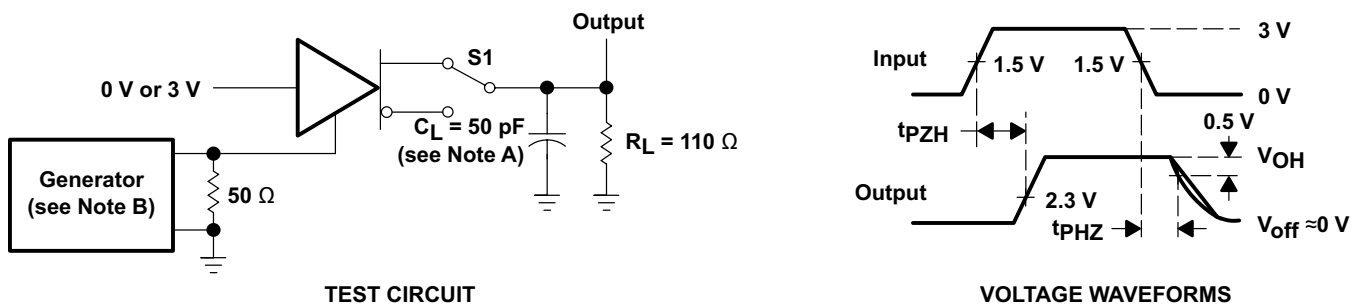 Output
S1
0 V or 3 V
C_L = 50 pF
(see Note A)
R_L = 110 Ω
Generator
(see Note B)
50 Ω
TEST CIRCUIT
3 V
Input
1.5 V
1.5 V
0 V
0.5 V
t_PZH
V_OH
Output
2.3 V
t_PHZ
V_off ≈0 V
VOLTAGE WAVEFORMS